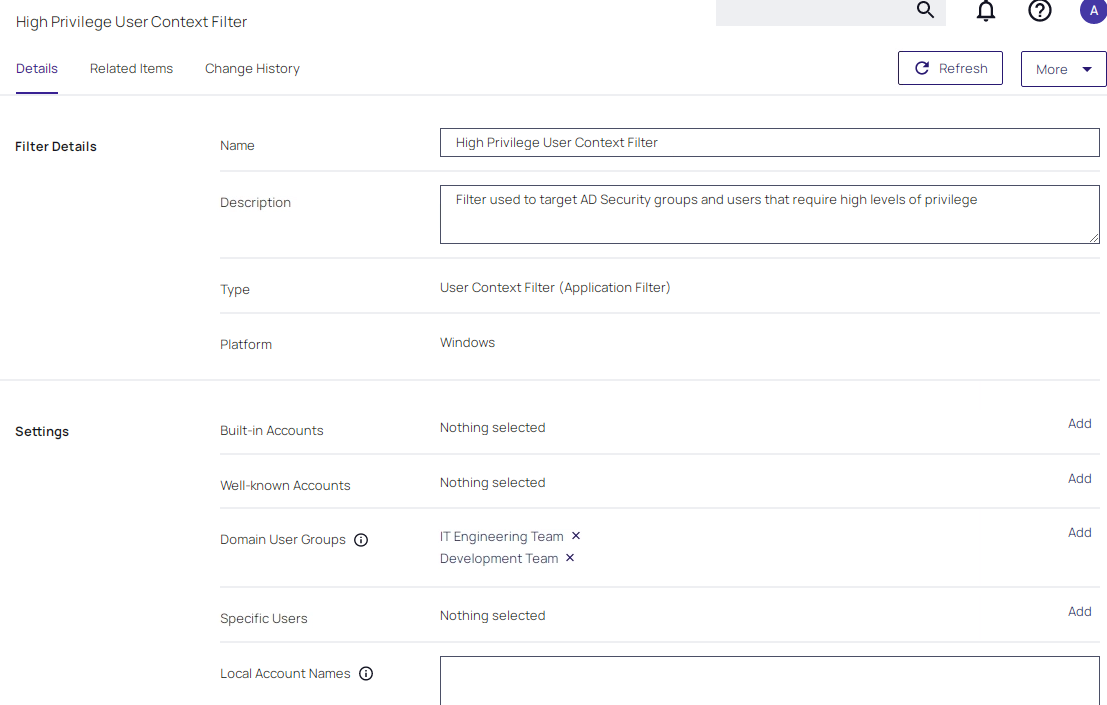 High Privilege User Context Filter
A
Details Related Items Change History Refresh More
Filter Details
Name High Privilege User Context Filter
Description Filter used to target AD Security groups and users that require high levels of privilege
Type User Context Filter (Application Filter)
Platform Windows
Settings
Built-in Accounts Nothing selected Add
Well-known Accounts Nothing selected Add
Domain User Groups IT Engineering Team × Add
Development Team ×
Specific Users Nothing selected Add
Local Account Names